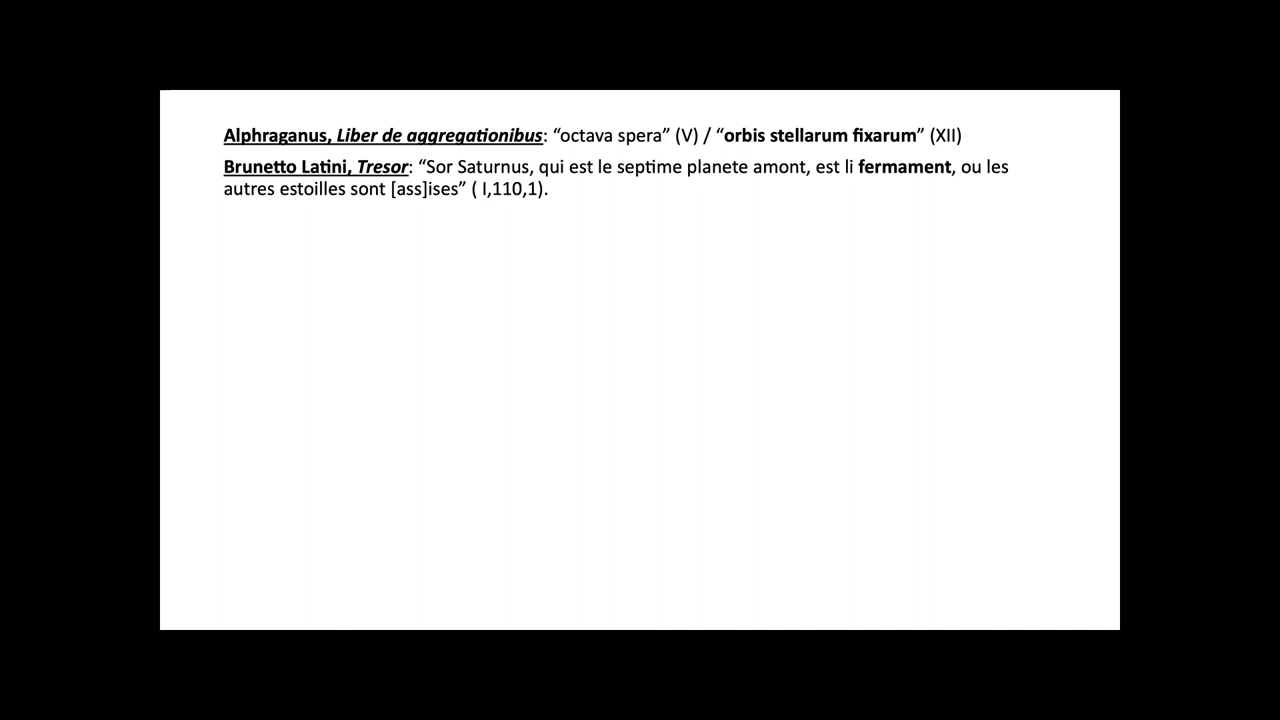 Alphraganus, Liber de aggregationibus: “octava spera” (V) / “orbis stellarum fixarum” (XII)
Brunetto Latini, Tresor: “Sor Saturnus, qui est le septime planete amont, est li fermament, ou les
autres estoilles sont [ass]ises” ( I,110,1).